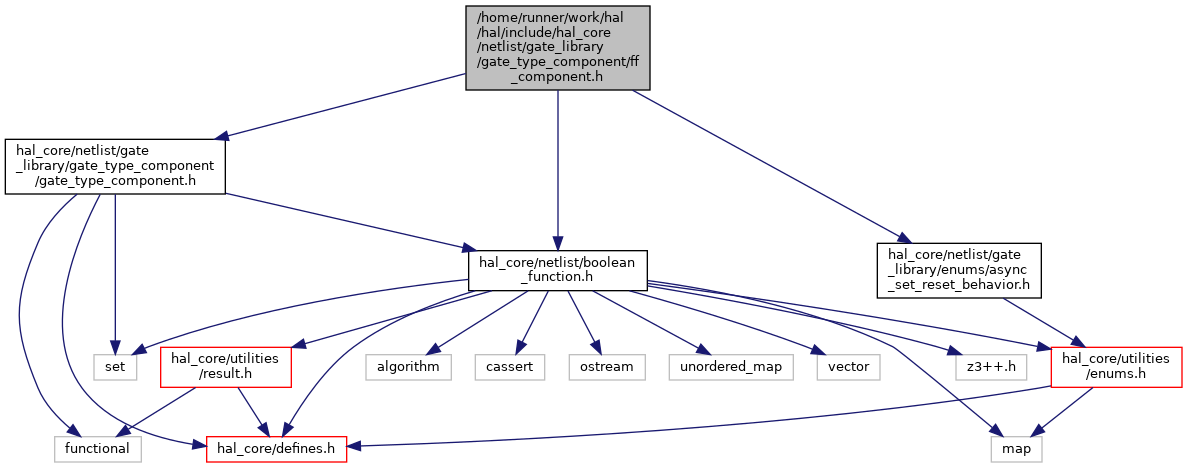 /home/runner/work/hal
/hal/include/hal_core
/netlist/gate_library
/gate_type_component/ff
_component.h
hal_core/netlist/gate
_library/gate_type_component
/gate_type_component.h
hal_core/netlist/boolean
_function.h
hal_core/netlist/gate
_library/enums/async
_set_reset_behavior.h
set
hal_core/utilities
/result.h
algorithm
cassert
ostream
unordered_map
vector
z3++.h
hal_core/utilities
/enums.h
functional
hal_core/defines.h
map